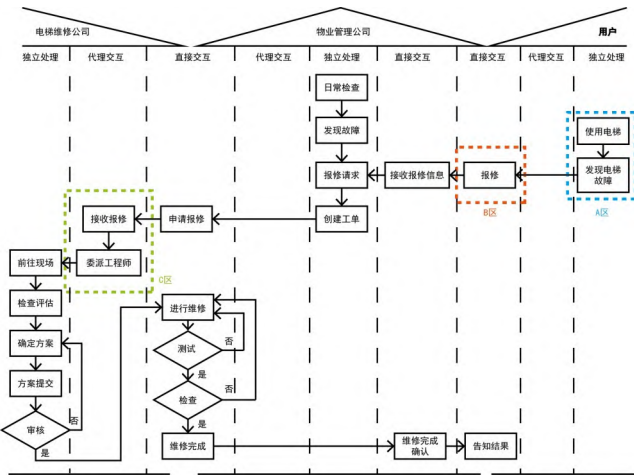 电梯维修公司
物业管理公司
用户
独立处理
代理交互
直接交互
代理交互
独立处理
直接交互
直接交互
代理交互
独立处理
日常检查
发现故障
使用电梯
报修请求
接收报修信息
报修
发现电梯
故障
B区
A区
接收报修
申请报修
创建工单
前往现场
委派工程师
C区
检查评估
进行维修
确定方案
测试
否
是
方案提交
检查
否
审核
否
是
是
维修完成
维修完成
确认
告知结果